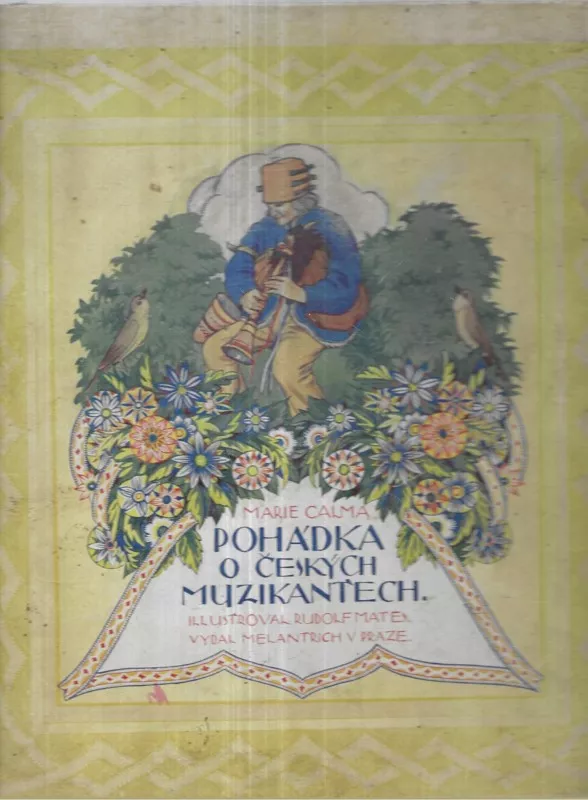 MARIE CALMA.
POHÁDKA
O ČESKÝCH
MUZIKANTECH.
ILLUSTROVAL RUDOLF MATES.
VYDAL MELANTRICH V PRAZE.